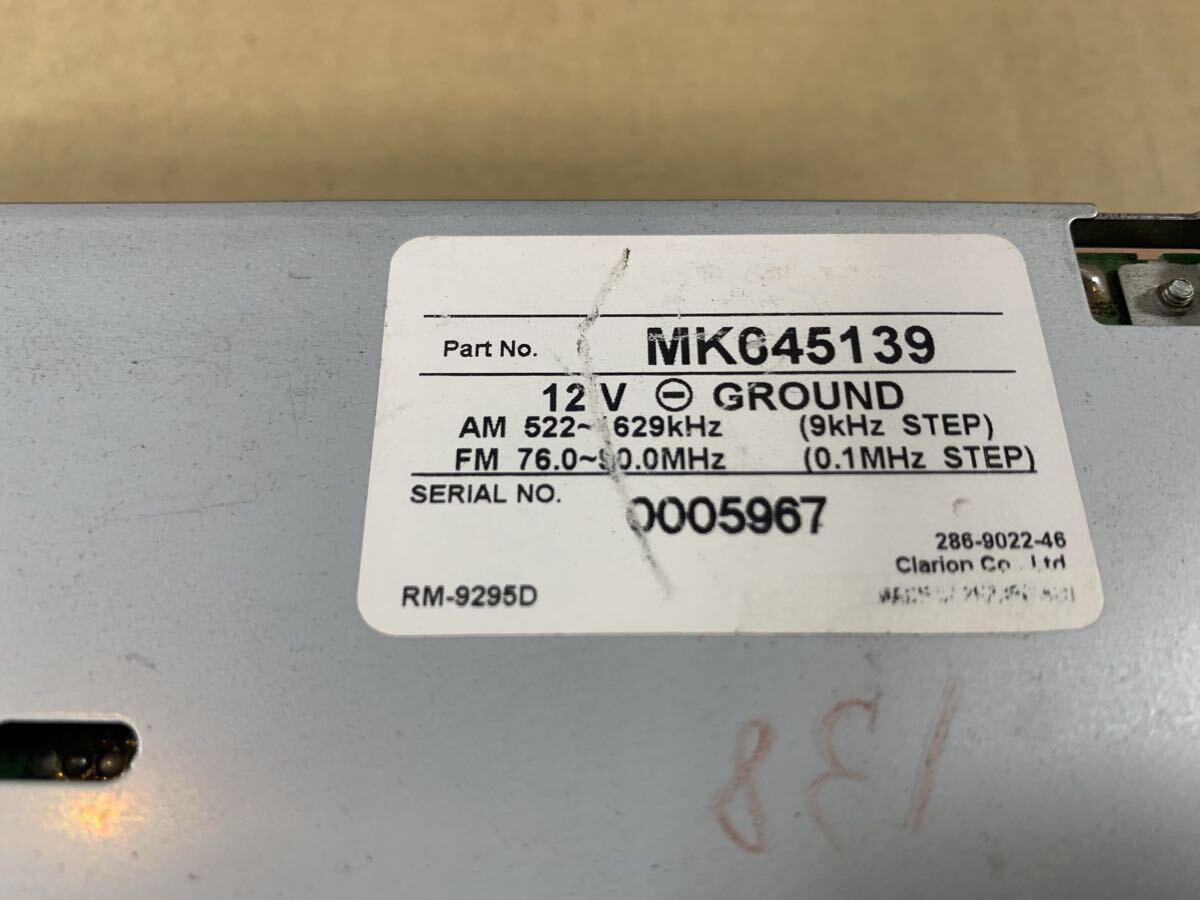 Part No. MK645139
12 V ⊖ GROUND
AM 522~1629kHz (9kHz STEP)
FM 76.0~90.0MHz (0.1MHz STEP)
SERIAL NO. 0005967
286-9022-46
Clarion Co., Ltd
RM-9295D
138